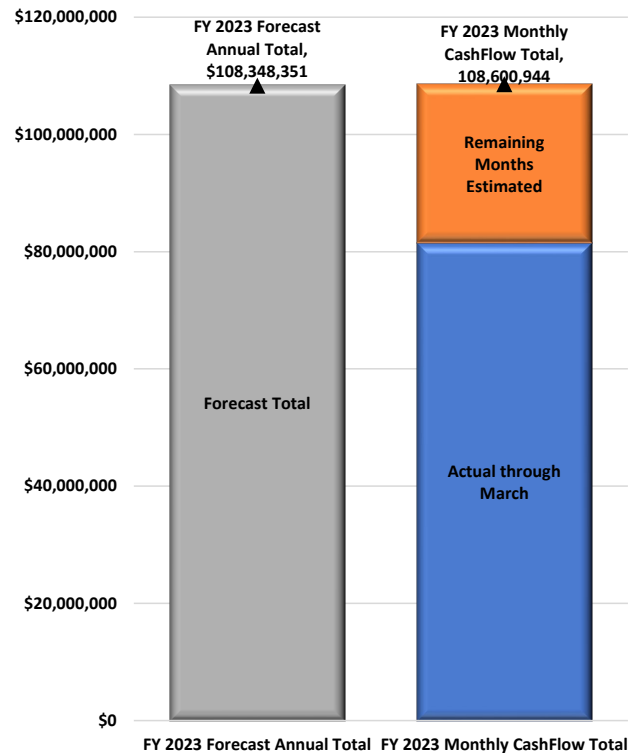 $120,000,000
$100,000,000
$80,000,000
$60,000,000
$40,000,000
$20,000,000
$0
FY 2023 Forecast
Annual Total,
$108,348,351
FY 2023 Monthly
CashFlow Total,
108,600,944
Forecast Total
Remaining
Months
Estimated
Actual through
March
FY 2023 Forecast Annual Total
FY 2023 Monthly CashFlow Total